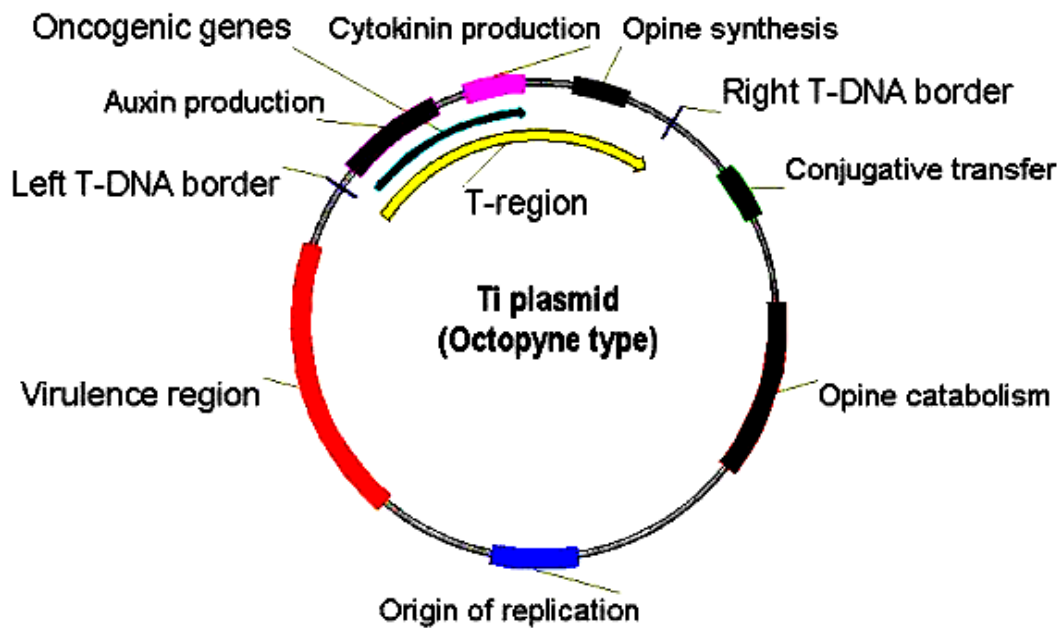 Oncogenic genes
Cytokinin production
Opine synthesis
Auxin production
Right T-DNA border
Left T-DNA border
Conjugative transfer
T-region
Ti plasmid
(Octopyne type)
Virulence region
Opine catabolism
Origin of replication